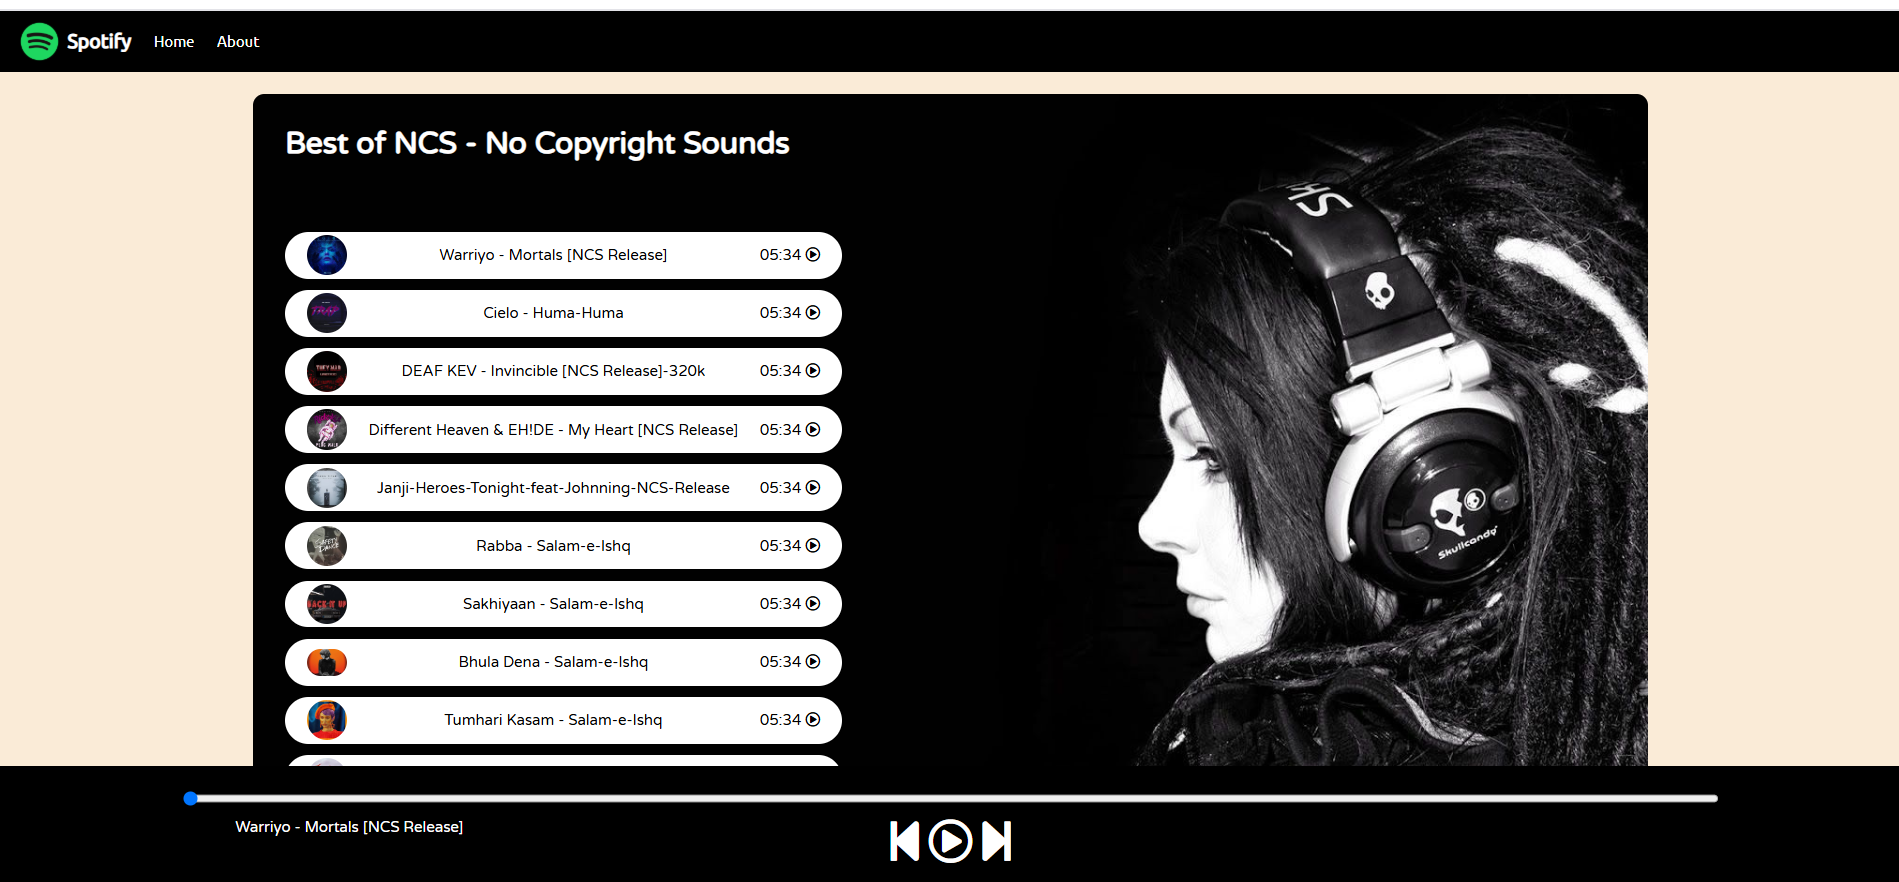 Spotify Home About
Best of NCS - No Copyright Sounds
Warriyo - Mortals [NCS Release] 05:34
Cielo - Huma-Huma 05:34
DEAF KEV - Invincible [NCS Release]-320k 05:34
Different Heaven & EH!DE - My Heart [NCS Release] 05:34
Janji-Heroes-Tonight-feat-Johnning-NCS-Release 05:34
Rabba - Salam-e-Ishq 05:34
Sakhiyaan - Salam-e-Ishq 05:34
BACK IT UP
Bhula Dena - Salam-e-Ishq 05:34
Tumhari Kasam - Salam-e-Ishq 05:34
Skullcandy
Warriyo - Mortals [NCS Release]